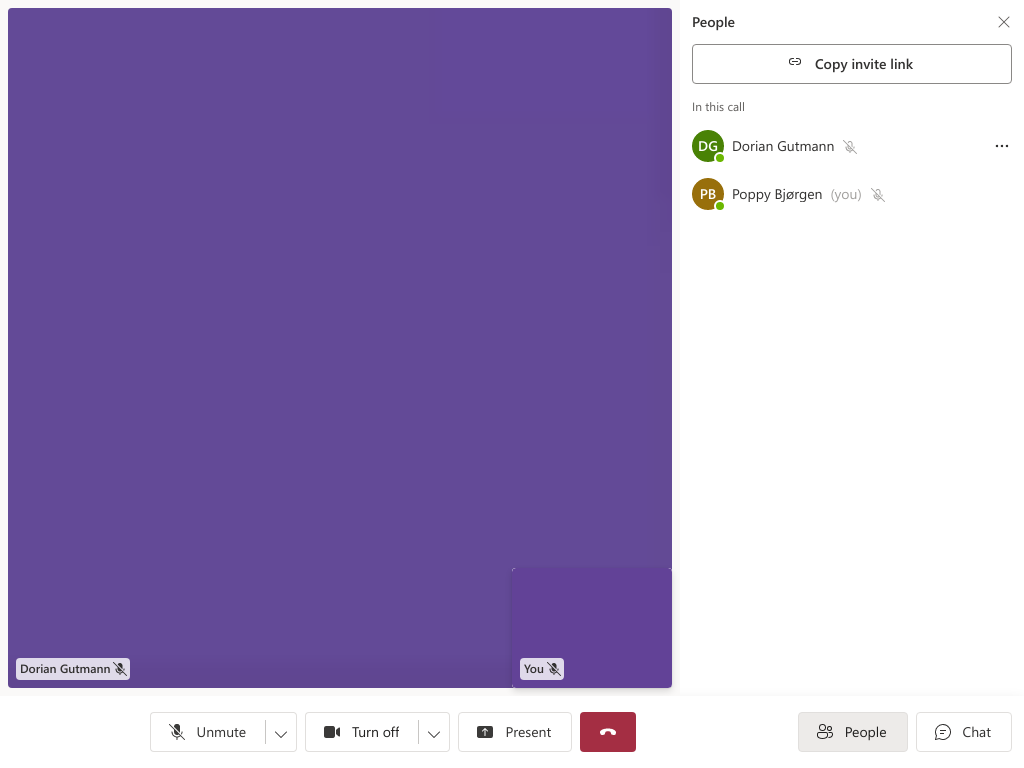 People
Copy invite link
In this call
DG Dorian Gutmann
PB Poppy Bjørgen (you)
Dorian Gutmann
You
Unmute
Turn off
Present
People
Chat